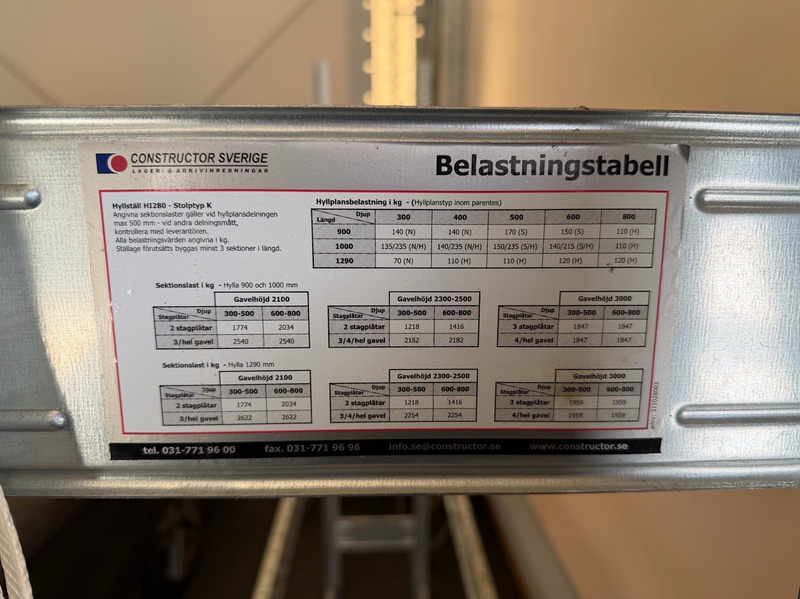 CONSTRUCTOR SVERIGE
LAGER- & ARKIVINREDNINGAR
Belastningstabell
Hyllställ HI280 - Stolptyp K
Angivna sektionslaster gäller vid hyllplansdelningen
max 500 mm - vid andra delningsmått,
kontrollera med leverantören.
Alla belastningsvärden angivna i kg.
Ställage förutsätts byggas minst 3 sektioner i längd.
Hyllplansbelastning i kg - (Hyllplanstyp inom parentes)
Längd Djup 300 400 500 600 800
900 140 (N) 140 (N) 170 (S) 150 (S) 110 (H)
1000 135/235 (N/H) 140/235 (N/H) 150/235 (S/H) 140/215 (S/H) 110 (H)
1290 70 (N) 110 (H) 110 (H) 120 (H) 120 (H)
Sektionslast i kg - Hylla 900 och 1000 mm
Gavelhöjd 2100
Stagplåtar Djup 300-500 600-800
2 stagplåtar 1774 2034
3/hel gavel 2540 2540
Gavelhöjd 2300-2500
Stagplåtar Djup 300-500 600-800
2 stagplåtar 1218 1416
3/4/hel gavel 2182 2182
Gavelhöjd 3000
Stagplåtar Djup 300-500 600-800
3 stagplåtar 1847 1847
4/hel gavel 1847 1847
Sektionslast i kg - Hylla 1290 mm
Gavelhöjd 2100
Stagplåtar Djup 300-500 600-800
2 stagplåtar 1774 2034
3/hel gavel 2622 2622
Gavelhöjd 2300-2500
Stagplåtar Djup 300-500 600-800
2 stagplåtar 1218 1416
3/4/hel gavel 2254 2254
Gavelhöjd 3000
Stagplåtar Djup 300-500 600-800
3 stagplåtar 1959 1959
4/hel gavel 1959 1959
tel. 031-771 96 00 fax. 031-771 96 96 info.se@constructor.se www.constructor.se